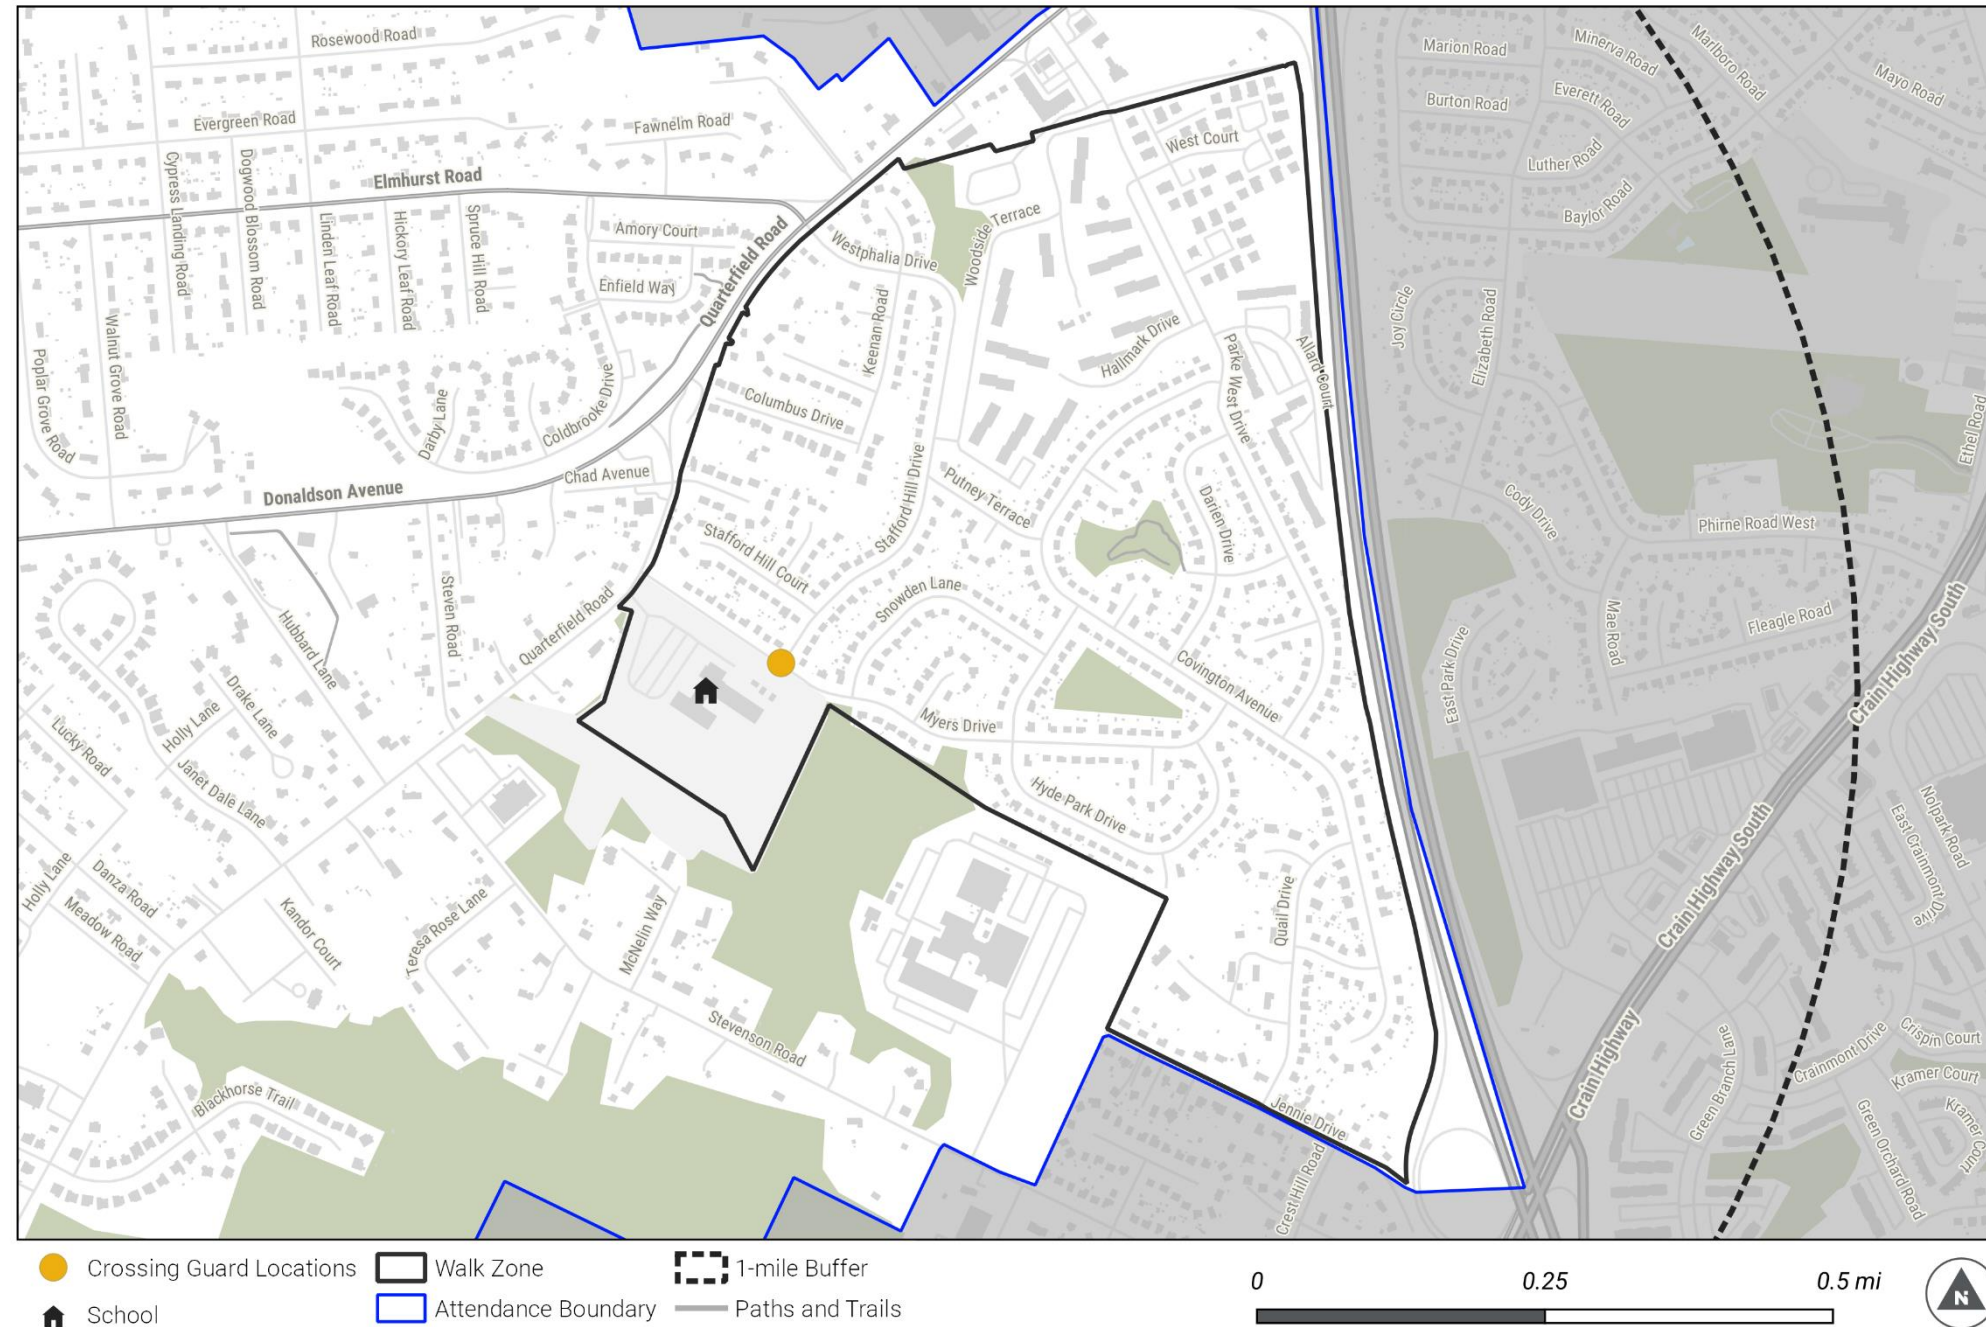 Rosewood Road
Evergreen Road
Fawnelm Road
Cypress Landing Road
Dogwood Blossom Road
Elmhurst Road
Linden Leaf Road
Hickory Leaf Road
Spruce Hill Road
Amory Court
Enfield Way
Quarterfield Road
Westphalia Drive
Woodside Terrace
West Court
Marion Road
Minerva Road
Marlboro Road
Mayo Road
Burton Road
Everett Road
Luther Road
Baylor Road
Joy Circle
Elizabeth Road
Poplar Grove Road
Walnut Grove Road
Darby Lane
Coldbrooke Drive
Keenan Road
Columbus Drive
Hallmark Drive
Parke West Drive
Allard Court
Ethel Road
Donaldson Avenue
Chad Avenue
Stafford Hill Drive
Putney Terrace
Darien Drive
Cody Drive
Phirne Road West
Stafford Hill Court
Snowden Lane
Steven Road
Quarterfield Road
Hubbard Lane
Covington Avenue
Mae Road
Fleagle Road
East Park Drive
Crain Highway South
Drake Lane
Holly Lane
Lucky Road
Janet Dale Lane
Myers Drive
Hyde Park Drive
Nolpark Road
East Crainmont Drive
Crain Highway South
Holly Lane
Danza Road
Meadow Road
Kandor Court
Teresa Rose Lane
McNelin Way
Quail Drive
Stevenson Road
Crain Highway
Green Branch Lane
Crainmont Drive
Crispin Court
Kramer Court
Kramer Court
Green Orchard Road
Blackhorse Trail
Jennie Drive
Crest Hill Road
Crossing Guard Locations
Walk Zone
1-mile Buffer
0
0.25
0.5 mi
School
Attendance Boundary
Paths and Trails
N